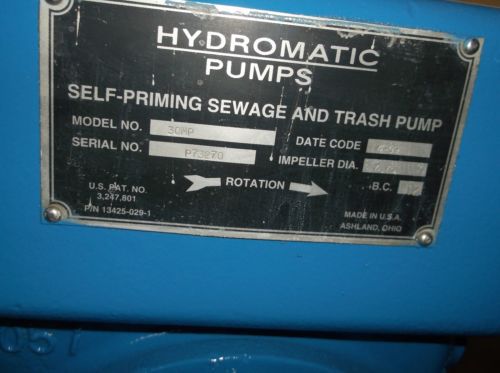 HYDROMATIC
PUMPS
SELF-PRIMING SEWAGE AND TRASH PUMP
MODEL NO. 30MP
DATE CODE
SERIAL NO. P73270
IMPELLER DIA.
ROTATION
B.C.
U.S. PAT. NO.
3,247,801
P/N 13425-029-1
MADE IN U.S.A.
ASHLAND, OHIO